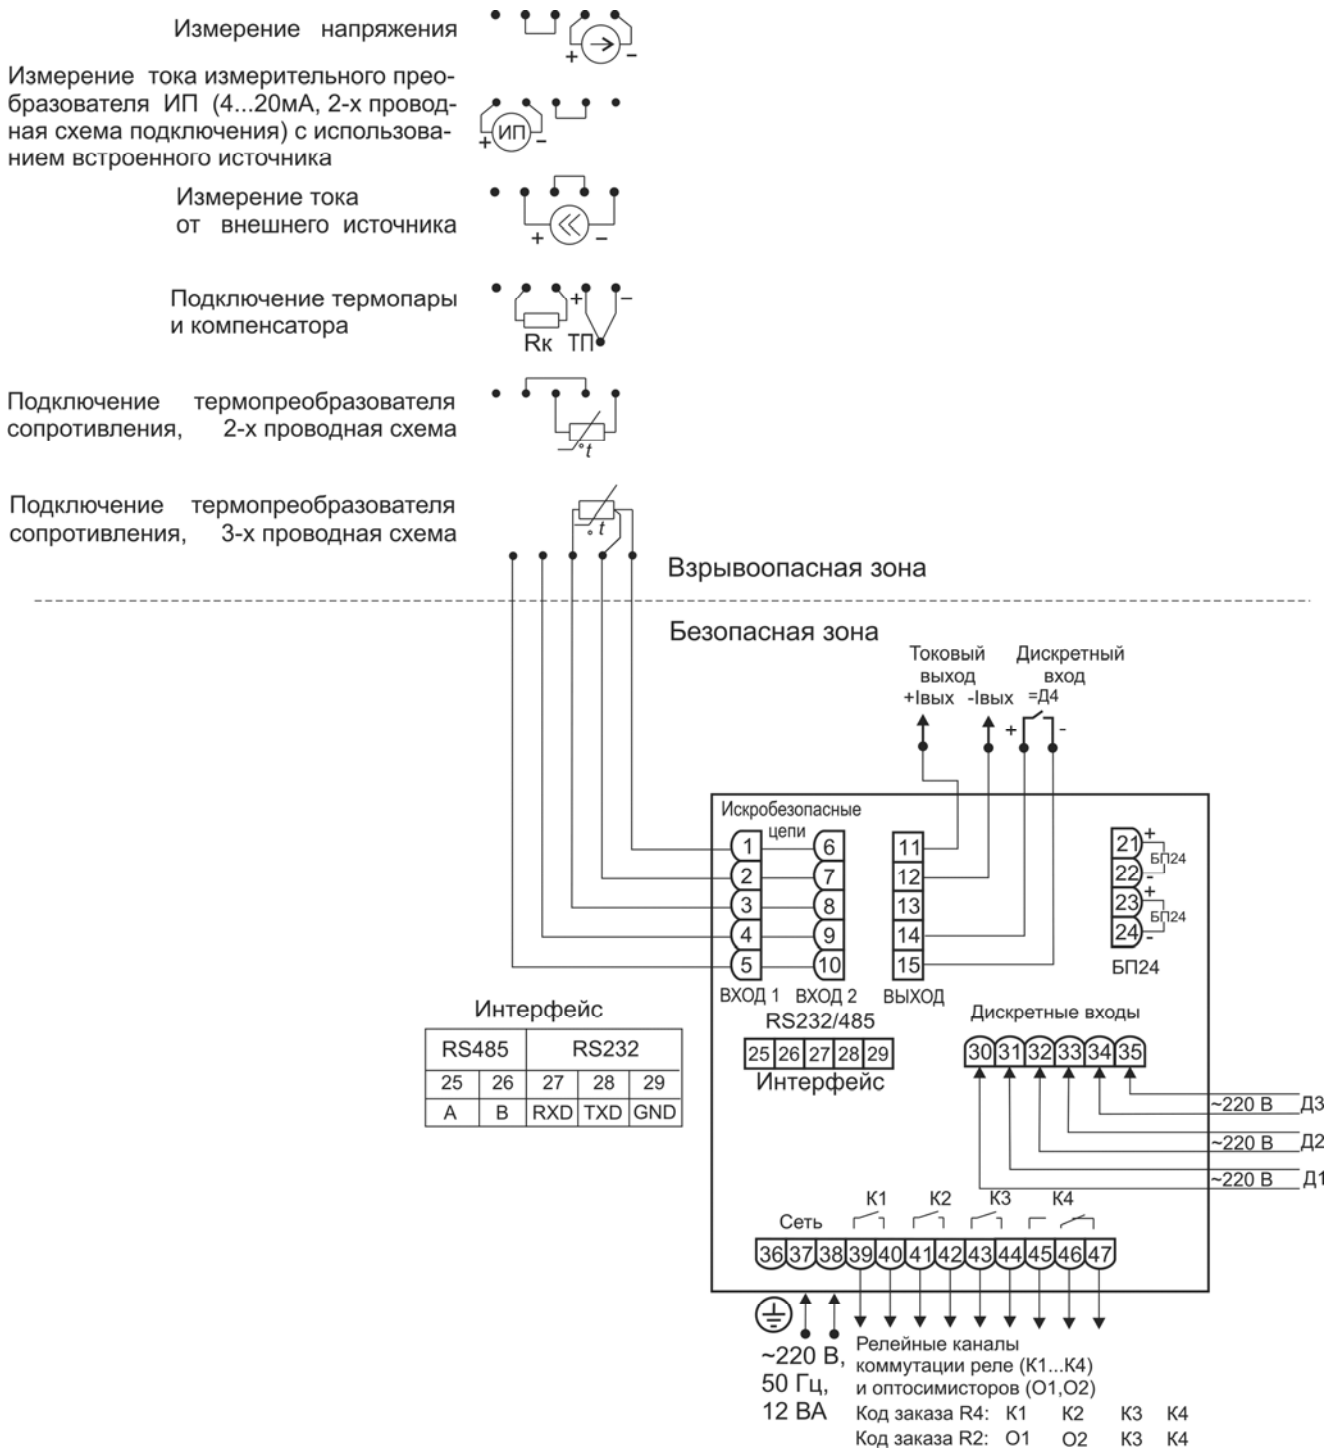 Измерение напряжения
+ −
Измерение тока измерительного прео-
бразователя ИП (4...20мА, 2-х провод-
ная схема подключения) с использова-
нием встроенного источника
+ ИП −
Измерение тока
от внешнего источника
+ −
Подключение термопары
и компенсатора
+ −
Rк ТП
Подключение термопреобразователя
сопротивления, 2-х проводная схема
°t
Подключение термопреобразователя
сопротивления, 3-х проводная схема
°t
Взрывоопасная зона
Безопасная зона
Токовый выход
+Iвых -Iвых
Дискретный вход
=Д4
+ -
Искробезопасные
цепи
1 6 11 21 +
БП24
2 7 12 22 -
3 8 13 23 +
БП24
4 9 14 24 -
5 10 15 БП24
ВХОД 1 ВХОД 2 ВЫХОД
RS232/485
25 26 27 28 29
Интерфейс
Интерфейс
RS485 RS232
25 26 27 28 29
A B RXD TXD GND
Дискретные входы
30 31 32 33 34 35
~220 В Д3
~220 В Д2
~220 В Д1
К1 К2 К3 К4
Сеть
36 37 38 39 40 41 42 43 44 45 46 47
~220 В,
50 Гц,
12 ВА
Релейные каналы
коммутации реле (К1...К4)
и оптосимисторов (О1,О2)
Код заказа R4: К1 К2 К3 К4
Код заказа R2: О1 О2 К3 К4